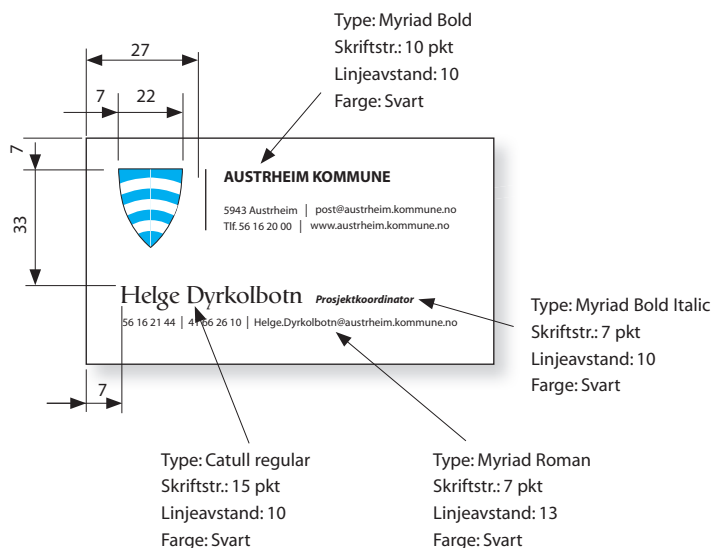 Type: Myriad Bold
Skriftstr.: 10 pkt
Linjeavstand: 10
Farge: Svart
27
7
22
7
33
AUSTRHEIM KOMMUNE
5943 Austrheim | post@austrheim.kommune.no
Tlf. 56 16 20 00 | www.austrheim.kommune.no
Helge Dyrkolbotn Prosjektkoordinator
56 16 21 44 | 41 66 26 10 | Helge.Dyrkolbotn@austrheim.kommune.no
Type: Myriad Bold Italic
Skriftstr.: 7 pkt
Linjeavstand: 10
Farge: Svart
7
Type: Catull regular
Skriftstr.: 15 pkt
Linjeavstand: 10
Farge: Svart
Type: Myriad Roman
Skriftstr.: 7 pkt
Linjeavstand: 13
Farge: Svart